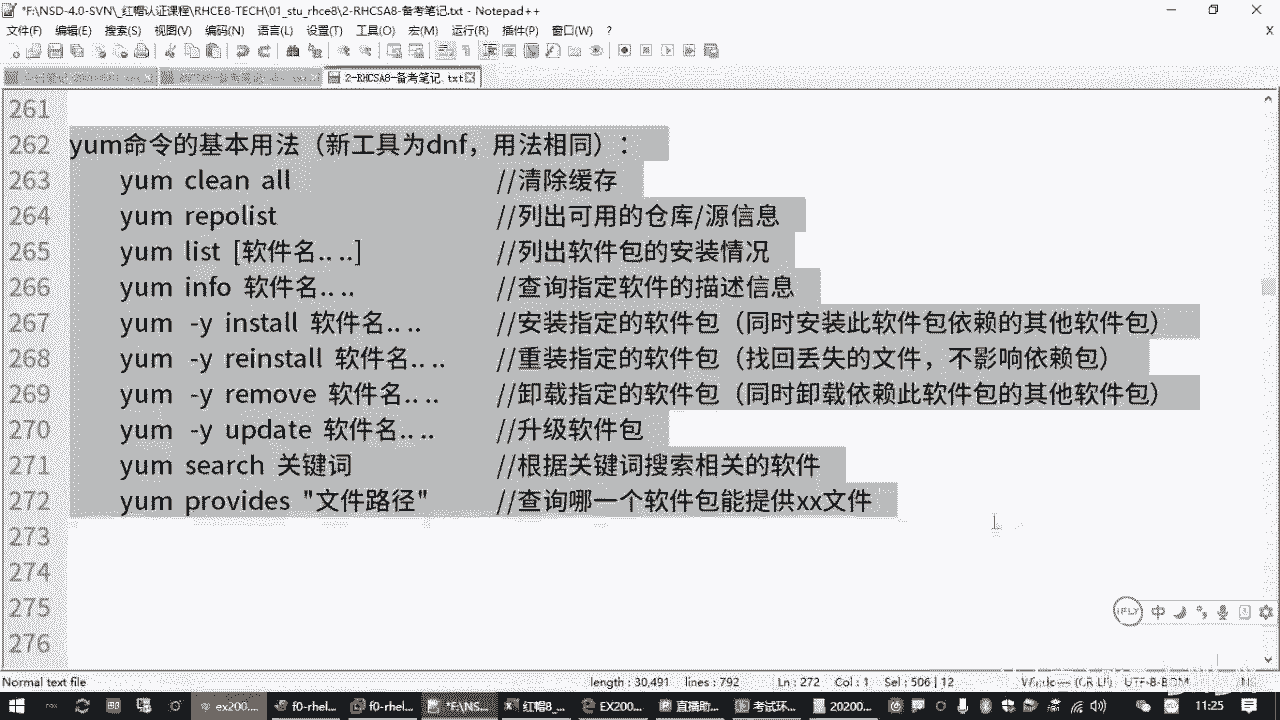 *F:\NSD-4.0-SVN\_红帽认证课程\RHCE8-TECH\01_stu_rhce8\2-RHCSA8-备考笔记.txt - Notepad++
文件(F) 编辑(E) 搜索(S) 视图(V) 编码(N) 语言(L) 设置(T) 工具(O) 宏(M) 运行(R) 插件(P) 窗口(W) ? X
2-RHCSA8-备考笔记.txt
261
262 yum命令的基本用法（新工具为dnf，用法相同）：
263 yum clean all //清除缓存
264 yum repolist //列出可用的仓库/源信息
265 yum list [软件名.. ..] //列出软件包的安装情况
266 yum info 软件名.. .. //查询指定软件的描述信息
267 yum -y install 软件名.. .. //安装指定的软件包（同时安装此软件包依赖的其他软件包）
268 yum -y reinstall 软件名.. .. //重装指定的软件包（找回丢失的文件，不影响依赖包）
269 yum -y remove 软件名.. .. //卸载指定的软件包（同时卸载依赖此软件包的其他软件包）
270 yum -y update 软件名.. .. //升级软件包
271 yum search 关键词 //根据关键词搜索相关的软件
272 yum provides "文件路径" //查询哪一个软件包能提供xx文件
273
274
275
276
iFLY 中
Normal text file length : 30,491 lines : 792 Ln : 272 Col : 1 Sel : 506 | 12 UTF-8-BOM
ex200... f0-rhel... f0-rhel... *F:\NS... 红帽8_... EX200... 直播助... 考试环... 20200... 11:25